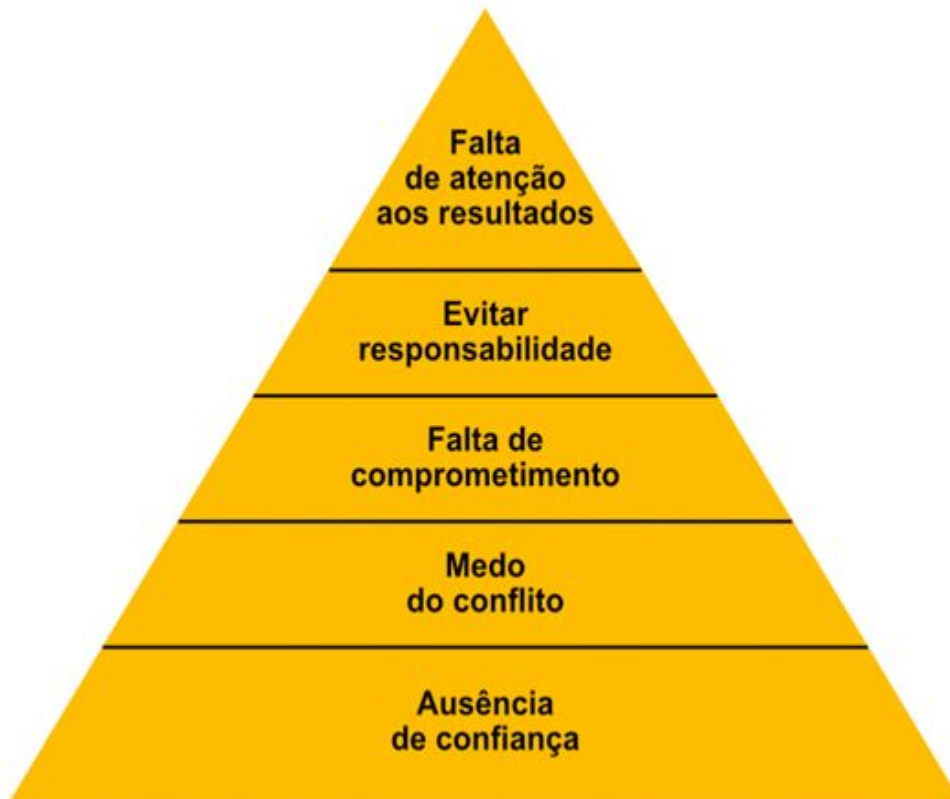 Falta
de atenção
aos resultados
Evitar
responsabilidade
Falta de
comprometimento
Medo
do conflito
Ausência
de confiança